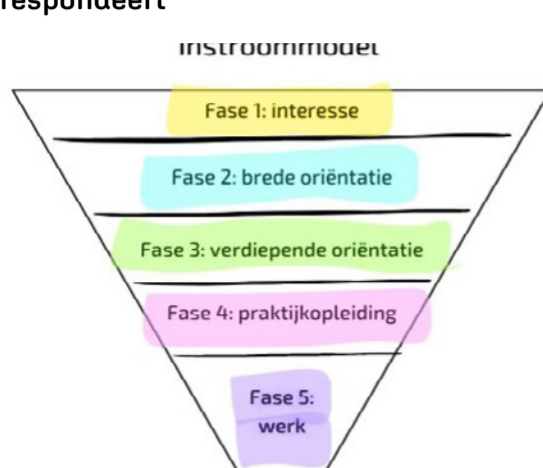 respondeert
Instroommodel
Fase 1: interesse
Fase 2: brede oriëntatie
Fase 3: verdiepende oriëntatie
Fase 4: praktijkopleiding
Fase 5:
werk